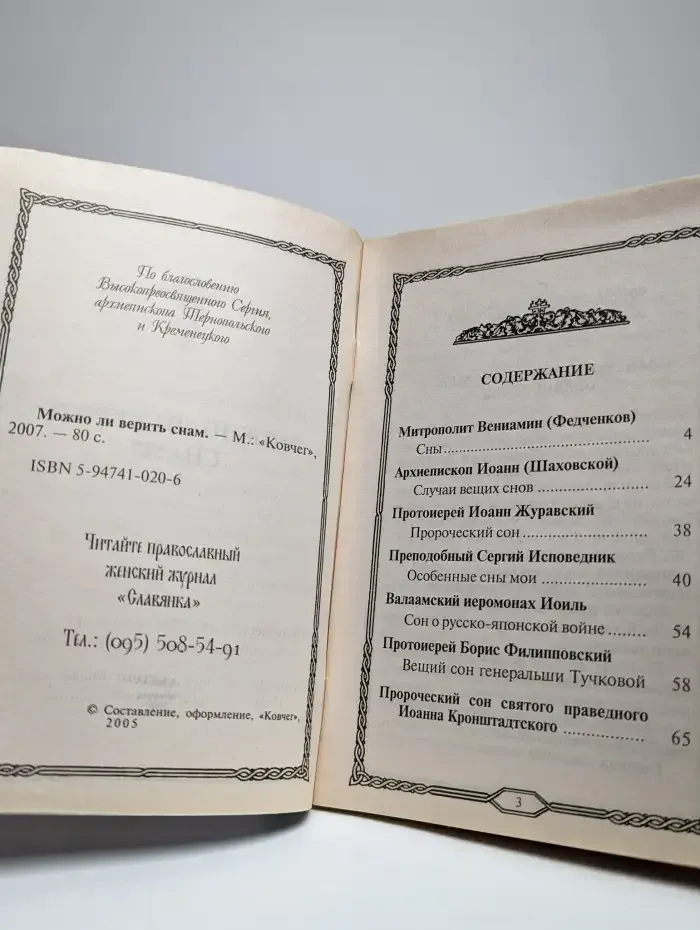 По благословению
Высокопреосвященного Сергия,
архиепископа Тернопольского
и Кременецкого
Можно ли верить снам. — М.: «Ковчег»,
2007. — 80 с.
ISBN 5-94741-020-6
Читайте православный
женский журнал
«Славянка»
Тел.: (095) 508-54-91
© Составление, оформление, «Ковчег»,
2005
СОДЕРЖАНИЕ
Митрополит Вениамин (Федченков)
Сны.......................................... 4
Архиепископ Иоанн (Шаховской)
Случаи вещих снов ...................... 24
Протоиерей Иоанн Журавский
Пророческий сон ......................... 38
Преподобный Сергий Исповедник
Особенные сны мои ..................... 40
Валаамский иеромонах Иоиль
Сон о русско-японской войне ....... 54
Протоиерей Борис Филипповский
Вещий сон генеральши Тучковой 58
Пророческий сон святого праведного
Иоанна Кронштадтского ................ 65
3